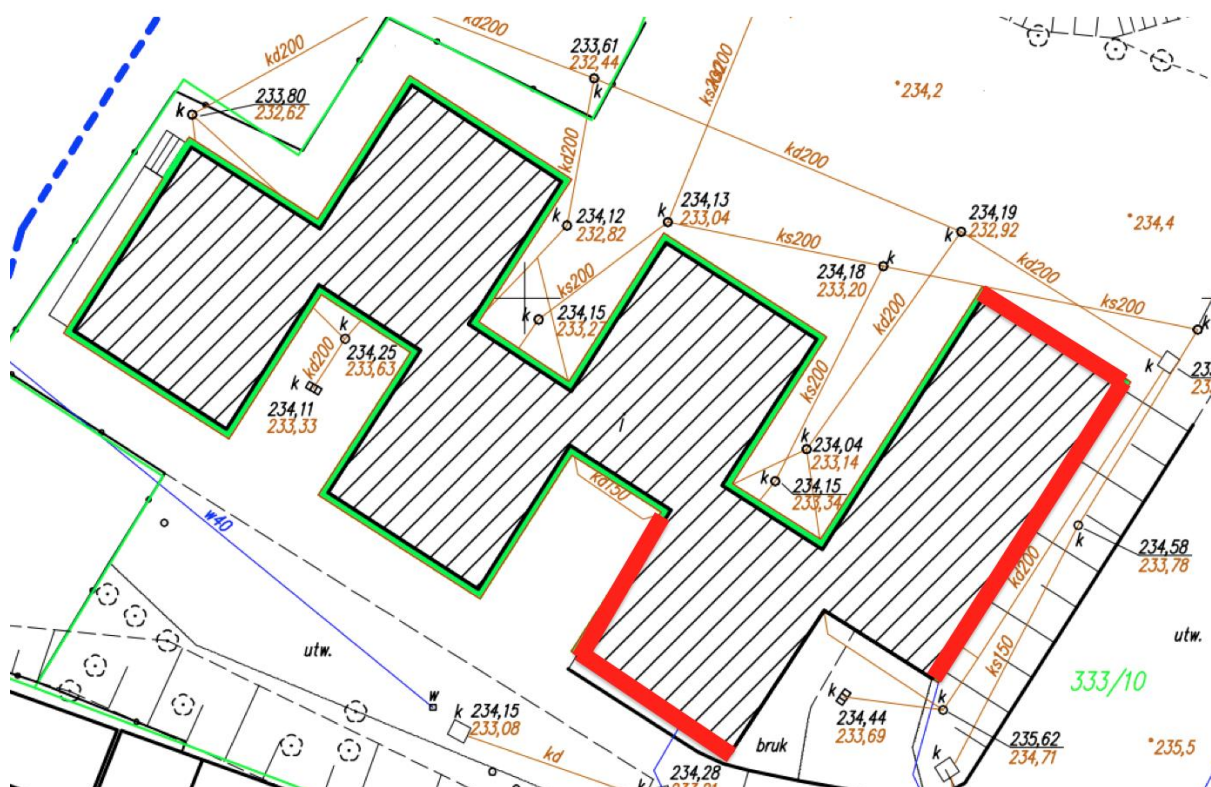 kd200
kd200
233,61
232,44
k
ks200
234,2
233,80
232,62
k
kd200
kd200
k
234,12
232,82
k
234,13
233,04
234,19
232,92
k
234,4
ks200
ks200
234,18
233,20
k
kd200
kd200
ks200
k
k
234,15
233,27
k
234,25
233,63
kd200
k
234,11
233,33
ks200
k
1
k
234,04
233,14
k
234,15
233,34
kd150
w40
234,58
233,78
k
kd200
ks150
utw.
utw.
333/10
w
k
234,15
233,08
kd
k
234,44
233,69
k
bruk
235,62
234,71
235,5
k
234,28
k